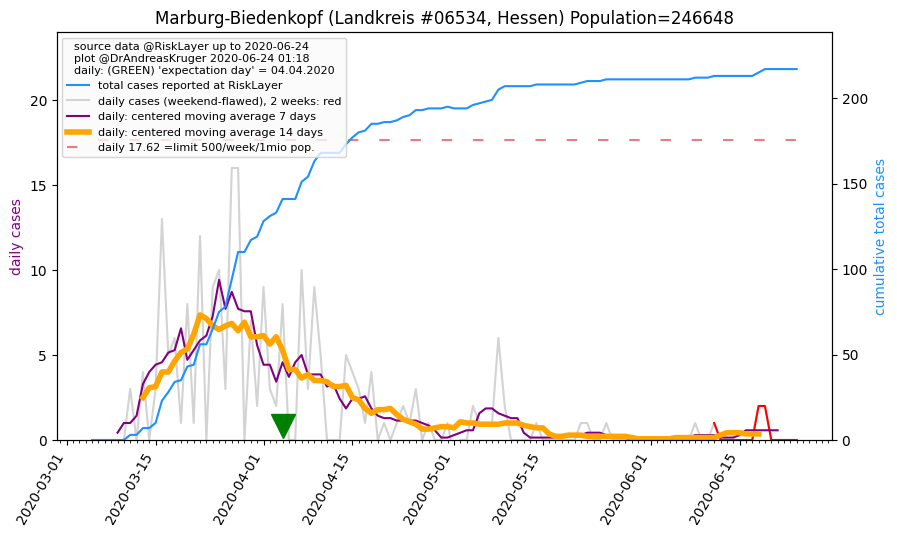 Marburg-Biedenkopf (Landkreis #06534, Hessen) Population=246648
source data @RiskLayer up to 2020-06-24
plot @DrAndreasKruger 2020-06-24 01:18
daily: (GREEN) 'expectation day' = 04.04.2020
total cases reported at RiskLayer
daily cases (weekend-flawed), 2 weeks: red
daily: centered moving average 7 days
daily: centered moving average 14 days
daily 17.62 =limit 500/week/1mio pop.
daily cases
20
15
10
5
0
cumulative total cases
200
150
100
50
0
2020-03-01
2020-03-15
2020-04-01
2020-04-15
2020-05-01
2020-05-15
2020-06-01
2020-06-15